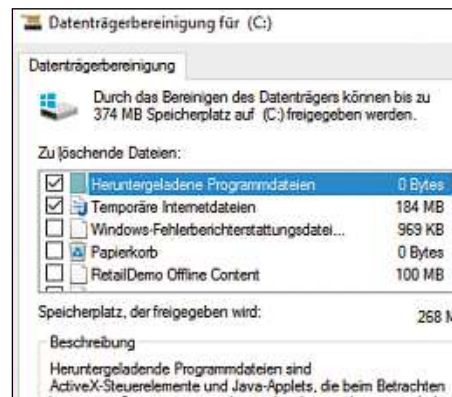 Datenträgerbereinigung für (C:)
Datenträgerbereinigung
Durch das Bereinigen des Datenträgers können bis zu
374 MB Speicherplatz auf (C:) freigegeben werden.
Zu löschende Dateien:
Heruntergeladene Programmdateien 0 Bytes
Temporäre Internetdateien 184 MB
Windows-Fehlerberichterstattungsdatei... 969 KB
Papierkorb 0 Bytes
RetailDemo Offline Content 100 MB
Speicherplatz, der freigegeben wird: 268 M
Beschreibung
Heruntergeladende Programmdateien sind
ActiveX-Steuerelemente und Java-Applets, die beim Betrachten